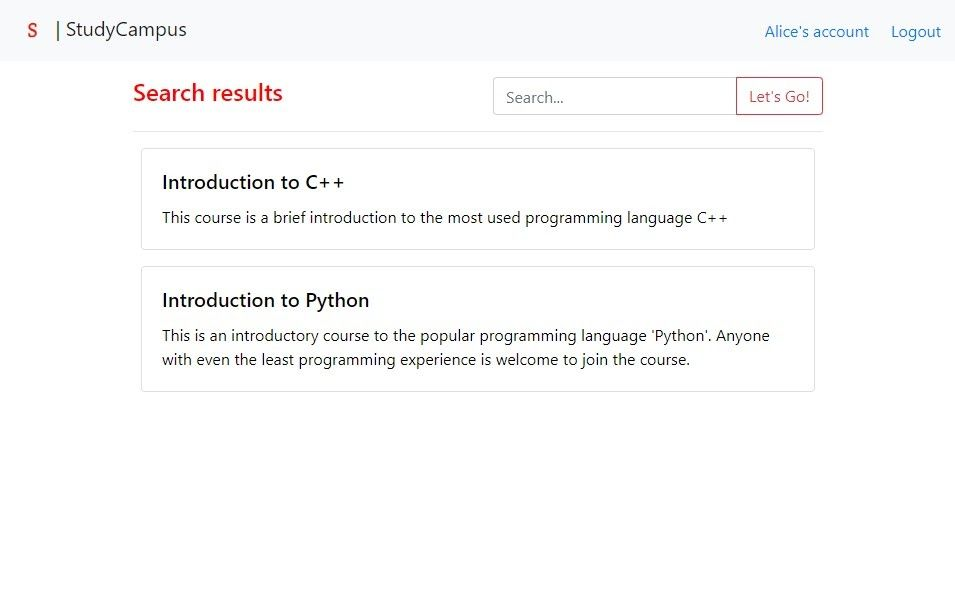 S | StudyCampus
Alice's account Logout
Search results
Search...
Let's Go!
Introduction to C++
This course is a brief introduction to the most used programming language C++
Introduction to Python
This is an introductory course to the popular programming language 'Python'. Anyone
with even the least programming experience is welcome to join the course.